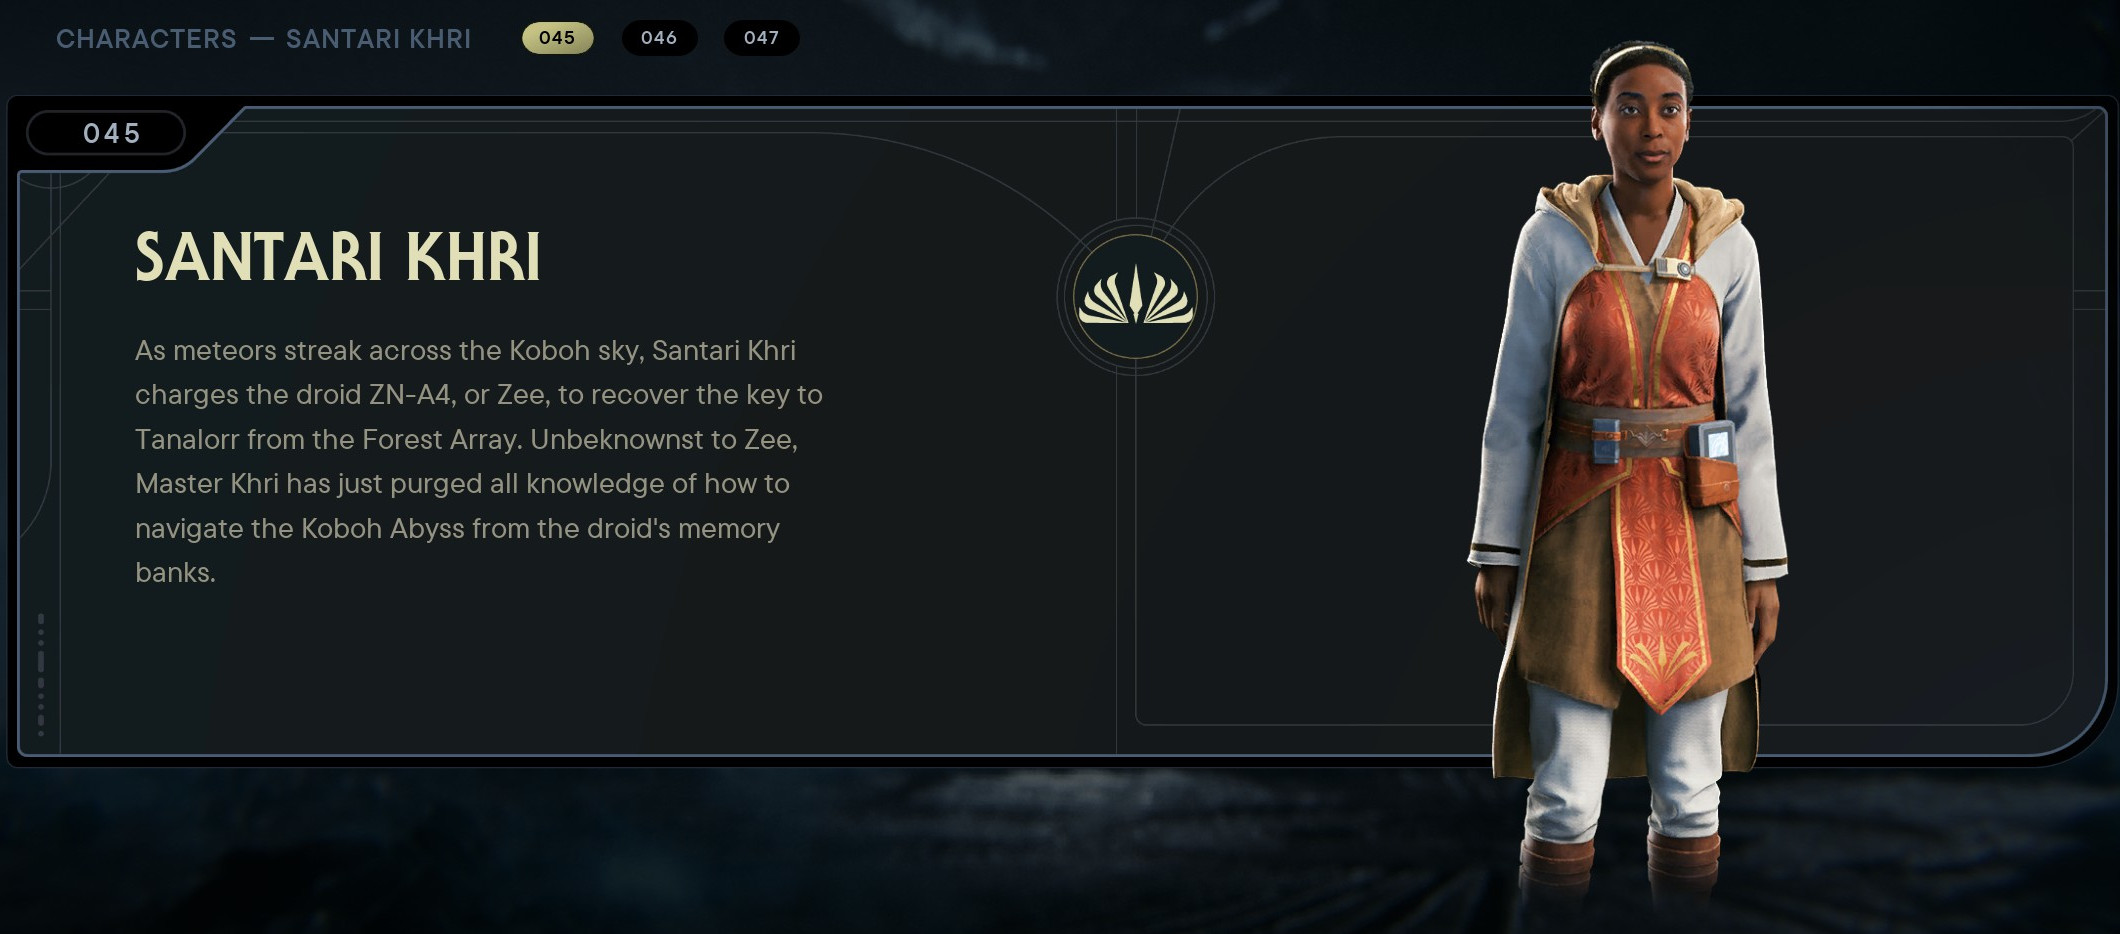 CHARACTERS — SANTARI KHRI 045 046 047
045
SANTARI KHRI
As meteors streak across the Koboh sky, Santari Khri
charges the droid ZN-A4, or Zee, to recover the key to
Tanalorr from the Forest Array. Unbeknownst to Zee,
Master Khri has just purged all knowledge of how to
navigate the Koboh Abyss from the droid's memory
banks.